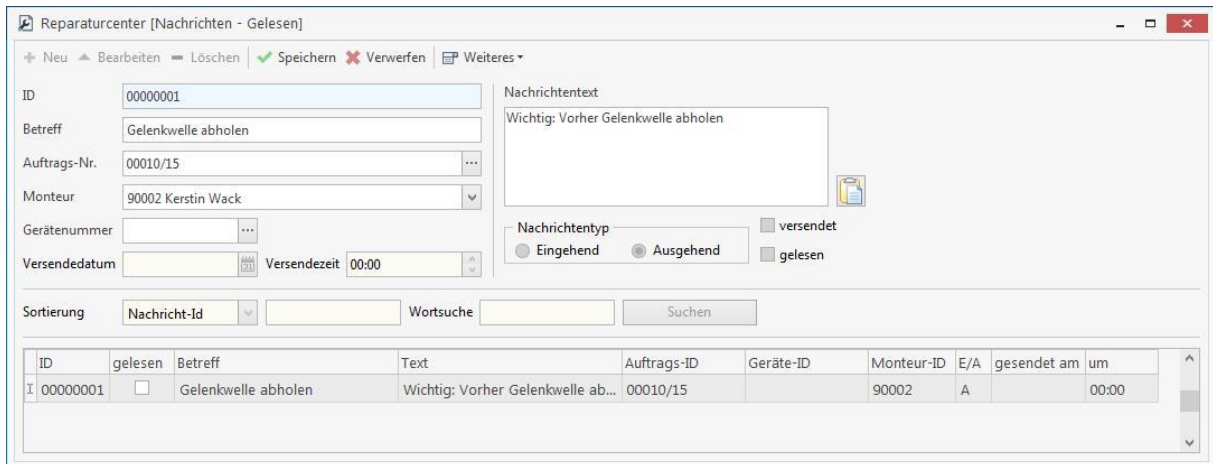 Reparaturcenter [Nachrichten - Gelesen]
Neu Bearbeiten Löschen Speichern Verwerfen Weiteres
ID 00000001
Betreff Gelenkwelle abholen
Auftrags-Nr. 00010/15 ...
Monteur 90002 Kerstin Wack
Gerätenummer ...
Versendedatum Versendezeit 00:00
Nachrichtentext
Wichtig: Vorher Gelenkwelle abholen
Nachrichtentyp
Eingehend Ausgehend
versendet
gelesen
Sortierung Nachricht-Id Wortsuche Suchen
ID gelesen Betreff Text Auftrags-ID Geräte-ID Monteur-ID E/A gesendet am um
00000001 Gelenkwelle abholen Wichtig: Vorher Gelenkwelle ab... 00010/15 90002 A 00:00